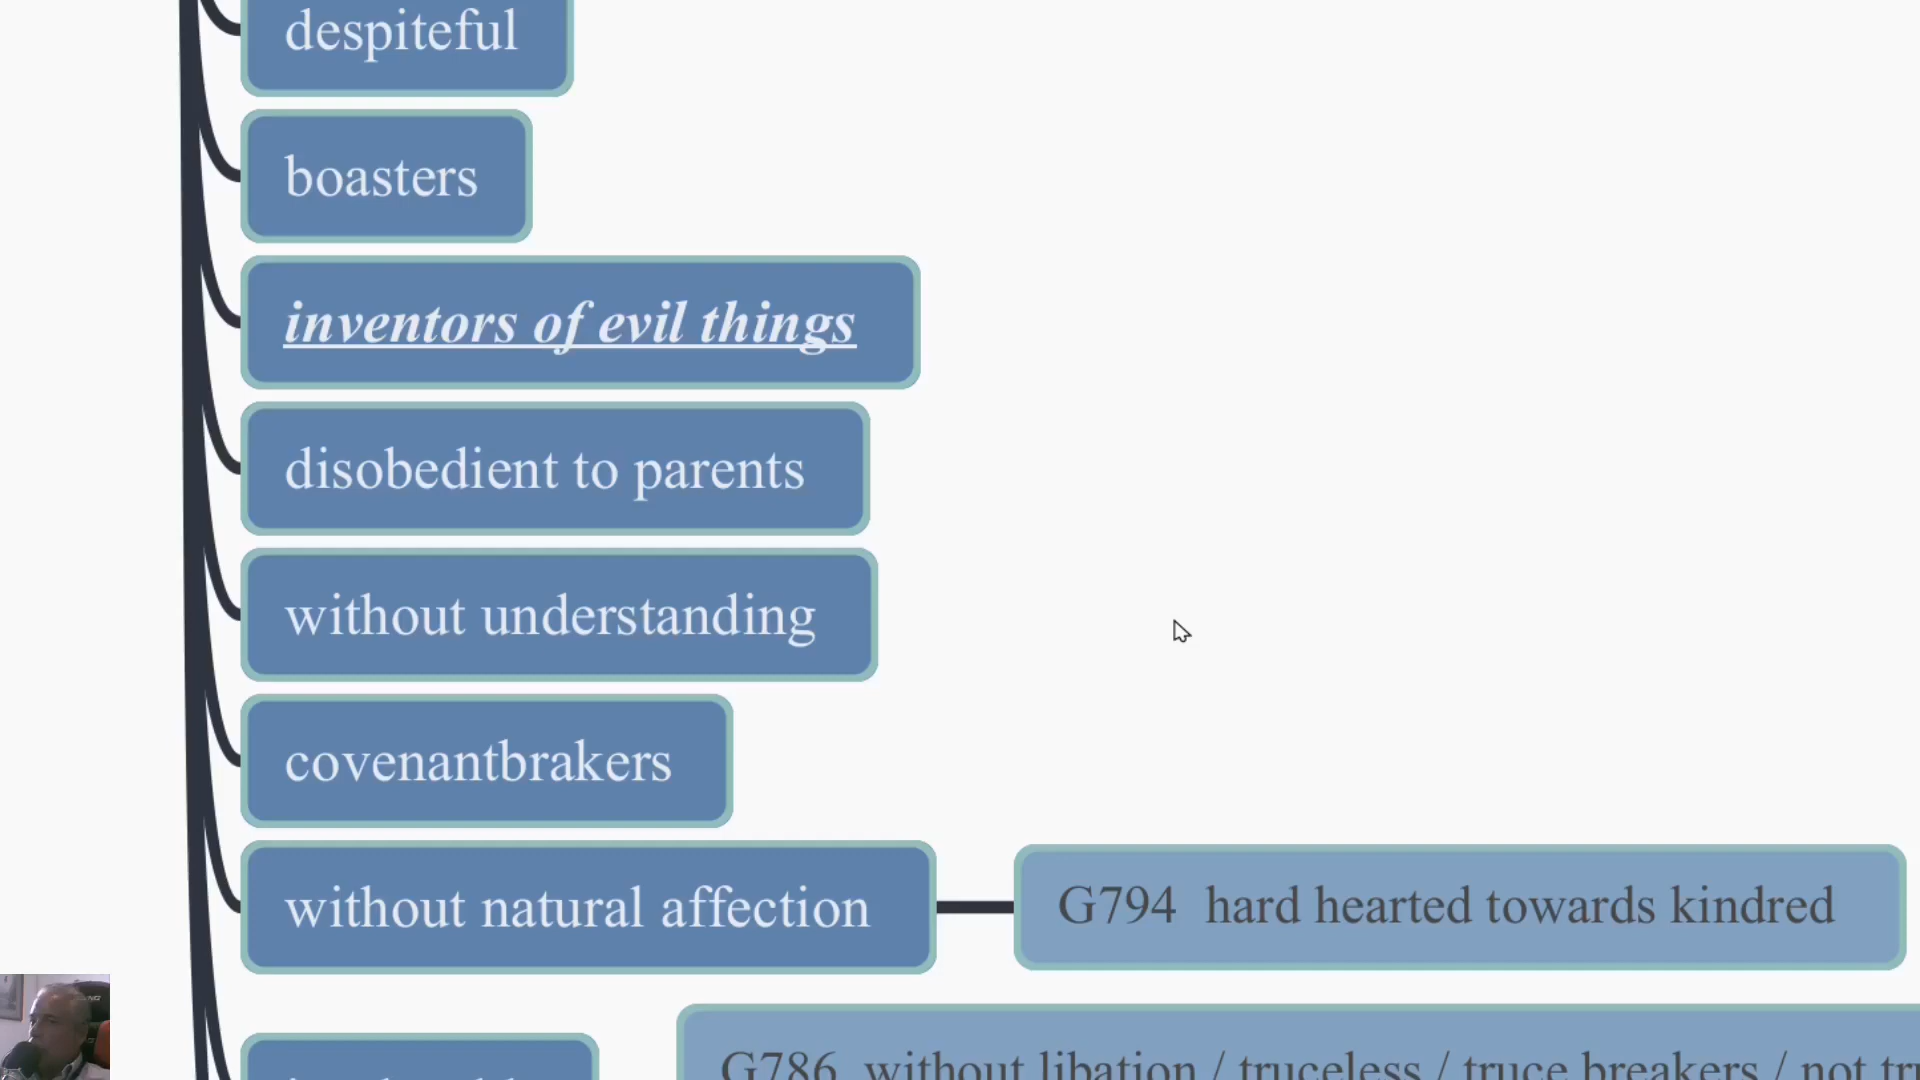 despiteful
boasters
inventors of evil things
disobedient to parents
without understanding
covenantbrakers
without natural affection
G794 hard hearted towards kindred
G786 without libation / truceless / truce breakers / not